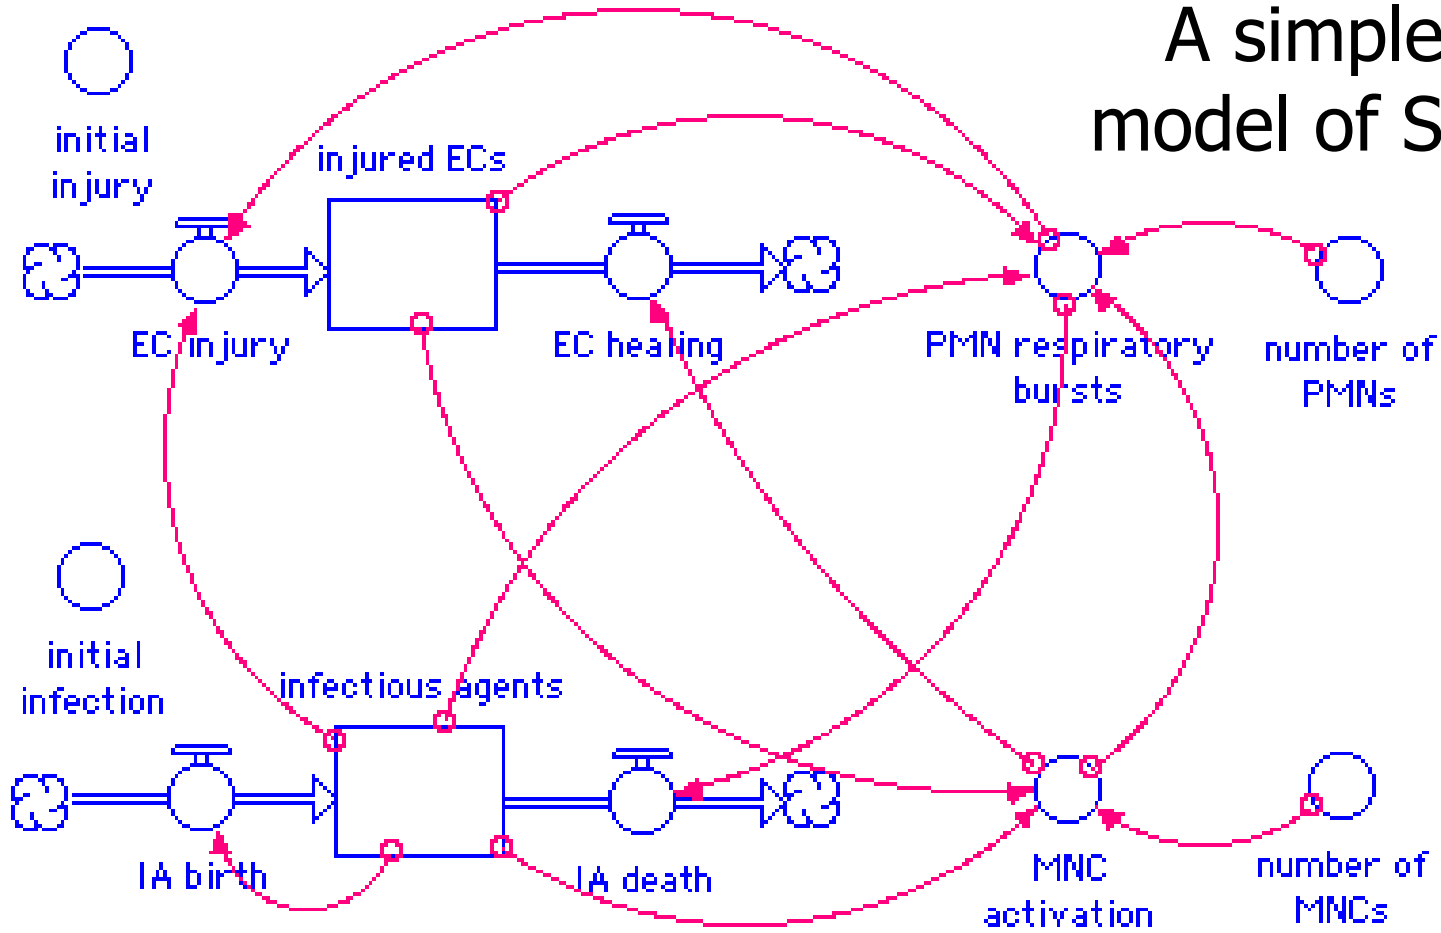 A simple
model of S
initial
injury
injured ECs
EC injury
EC healing
PMN respiratory
bursts
number of
PMNs
initial
infection
infectious agents
IA birth
IA death
MNC
activation
number of
MNCs